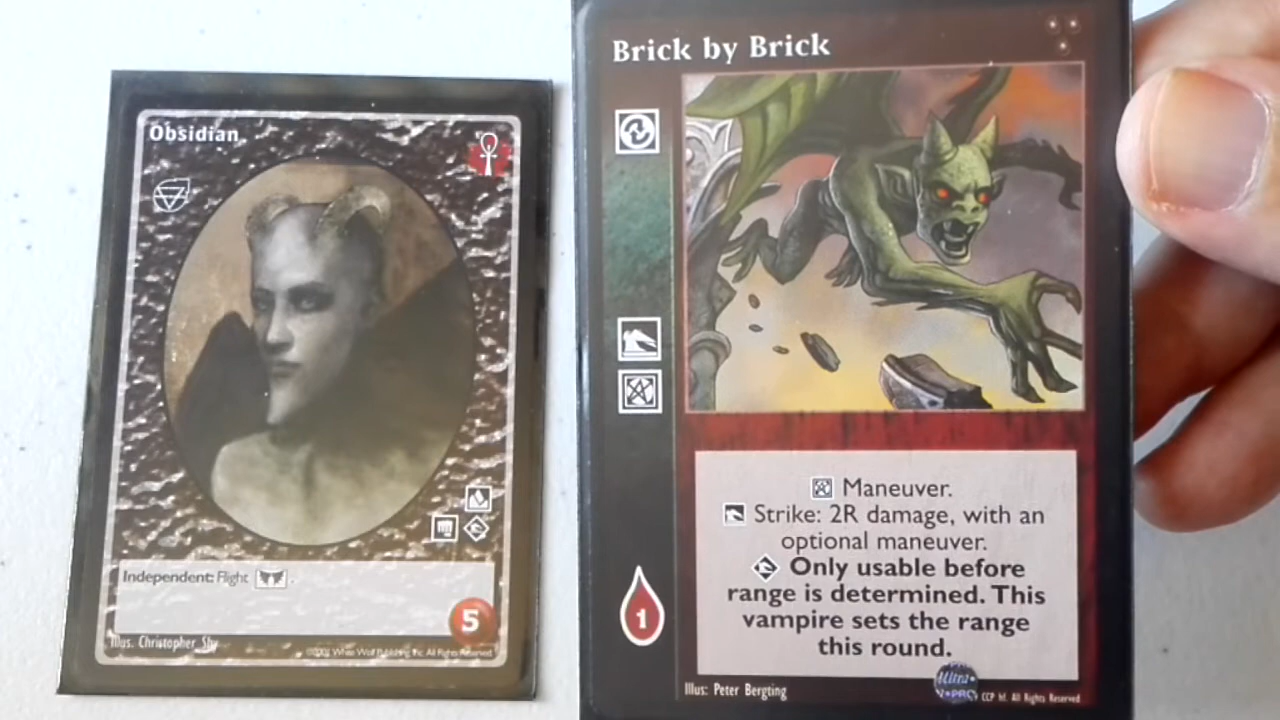 Obsidian
Independent: Flight
5
Illus. Christopher Shy
Brick by Brick
Maneuver.
Strike: 2R damage, with an
optional maneuver.
Only usable before
range is determined. This
vampire sets the range
this round.
1
Illus: Peter Bergting
CCP hf. All Rights Reserved